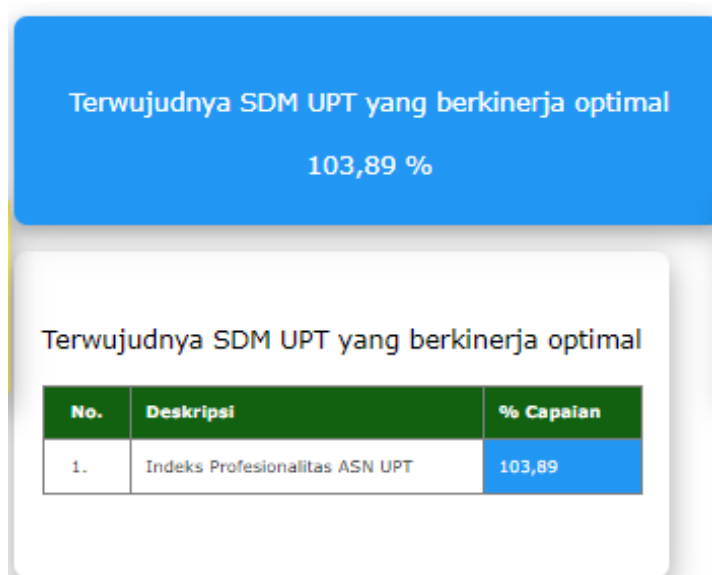 Terwujudnya SDM UPT yang berkinerja optimal
103,89 %
Terwujudnya SDM UPT yang berkinerja optimal
No. Deskripsi % Capaian
1. Indeks Profesionalitas ASN UPT 103,89